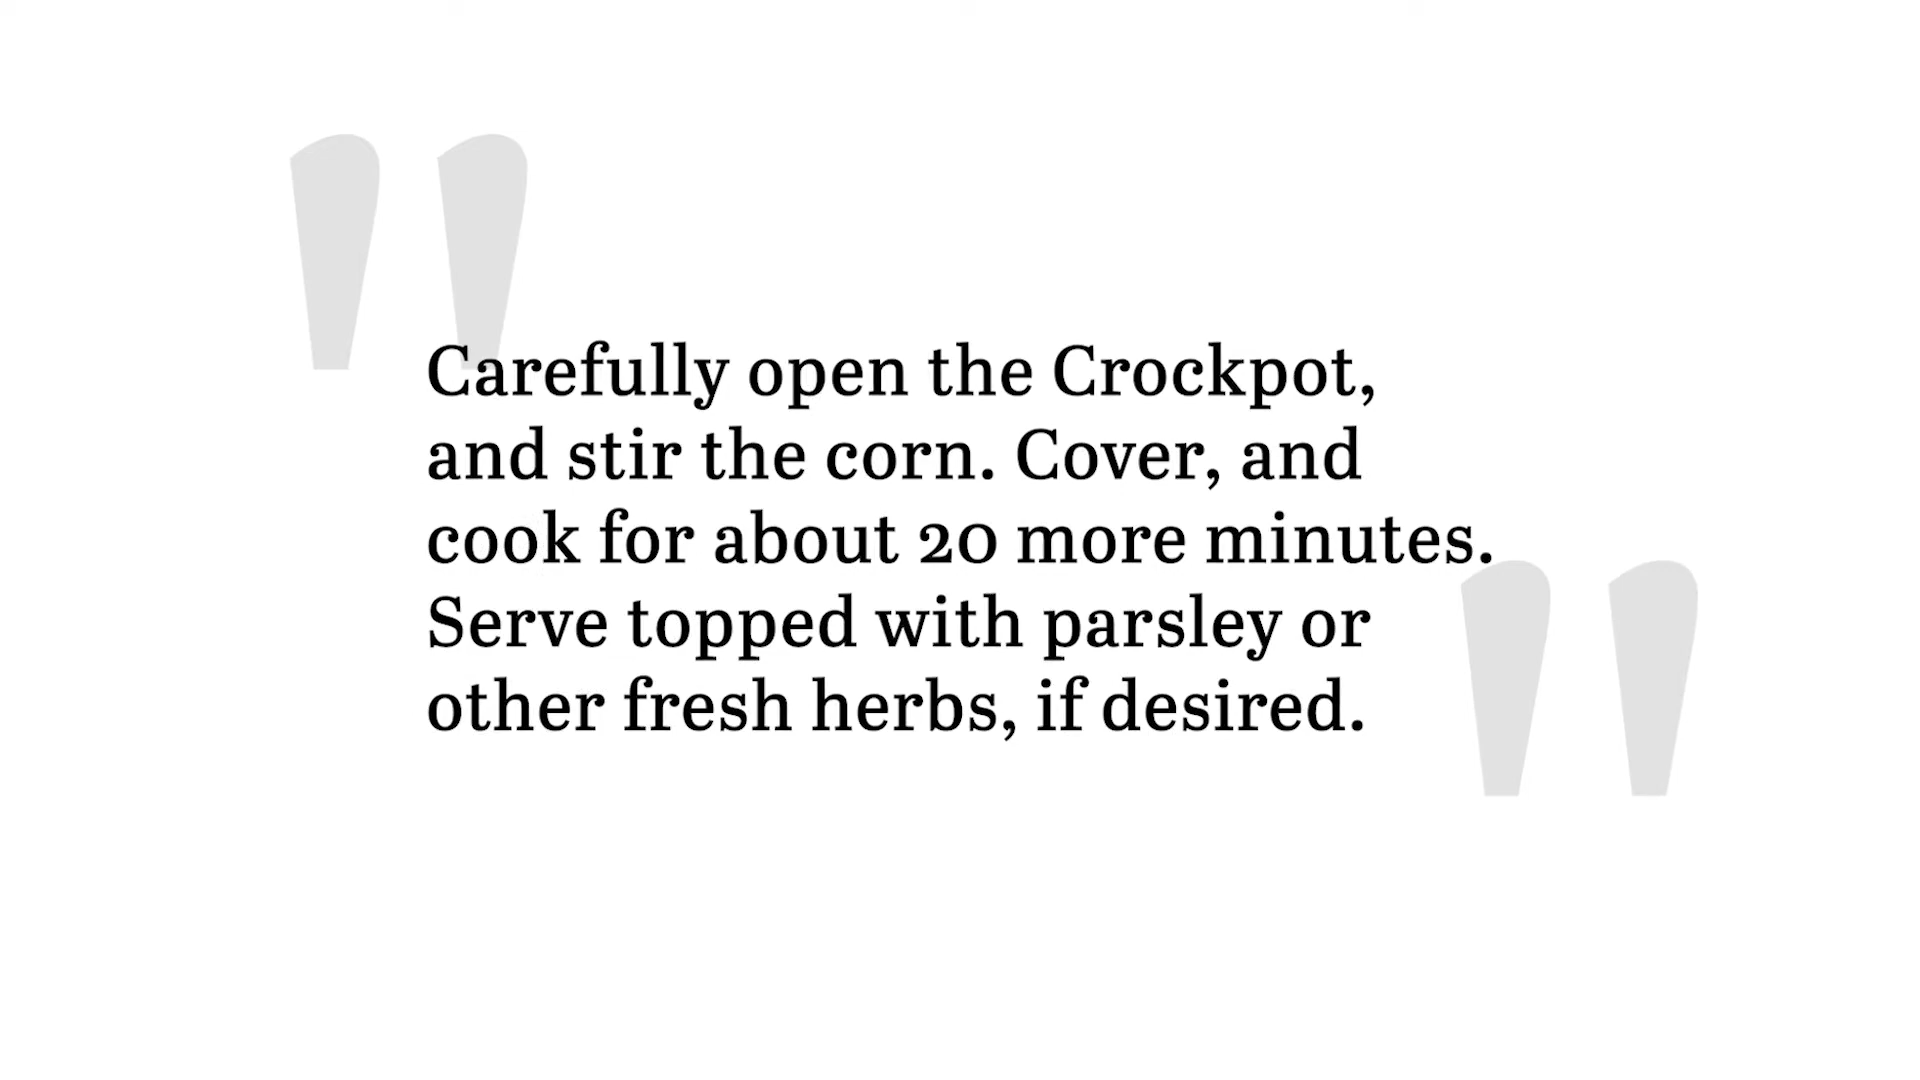 "Carefully open the Crockpot,
and stir the corn. Cover, and
cook for about 20 more minutes.
Serve topped with parsley or
other fresh herbs, if desired."